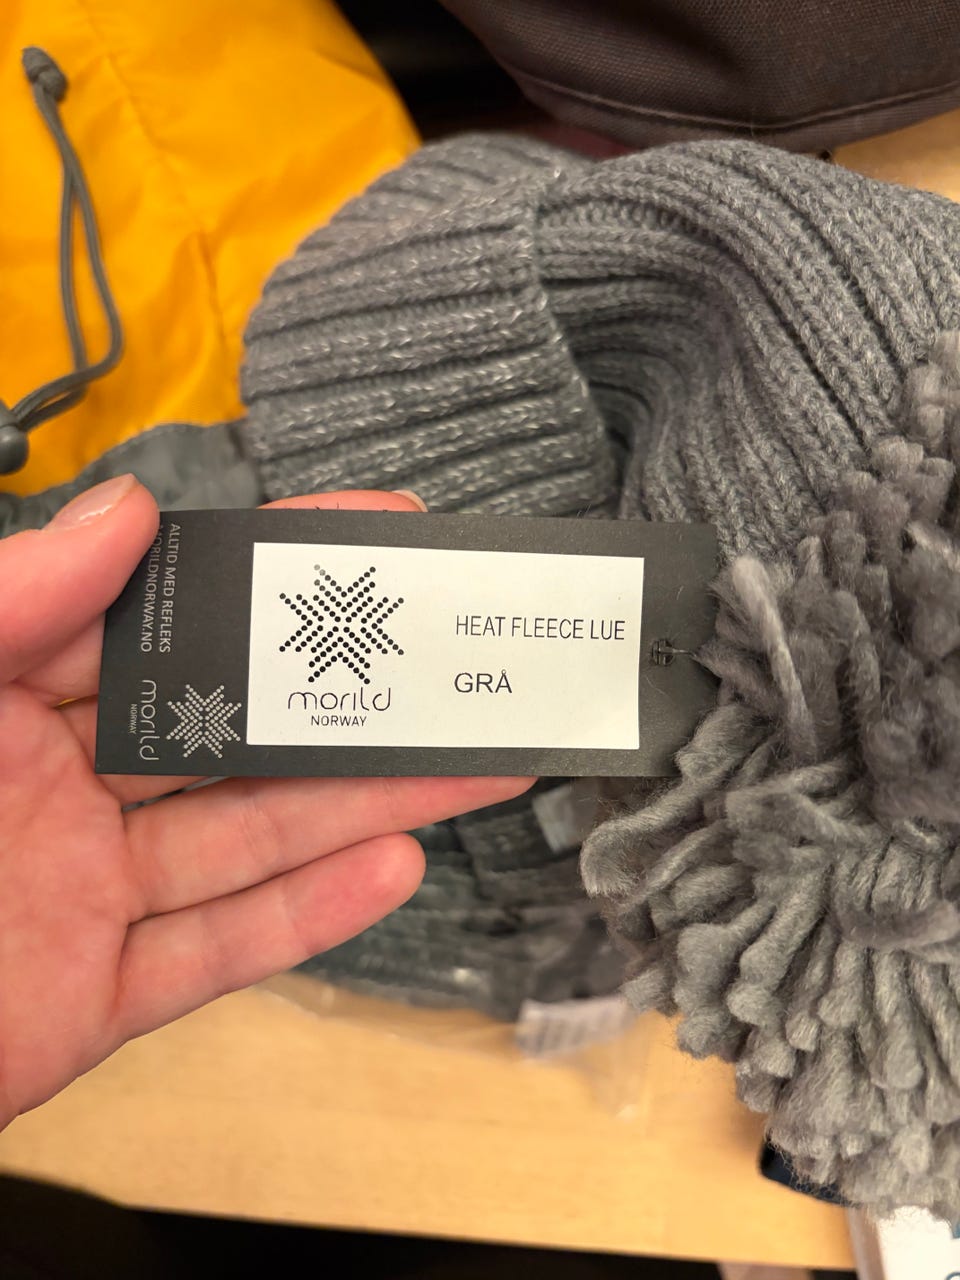 ALLTID MED REFLEKS
MORILDNORWAY.NO
morild
NORWAY
morild
NORWAY
HEAT FLEECE LUE
GRÅ